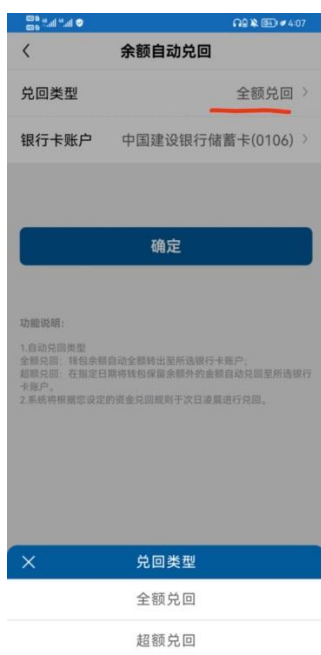 4:07
余额自动兑回
兑回类型 全额兑回
银行卡账户 中国建设银行储蓄卡(0106)
确定
功能说明：
1.自动兑回类型
全额兑回：钱包余额自动全额转出至所选银行卡账户；
超额兑回：在指定日期将钱包保留余额外的金额自动兑回至所选银行
卡账户。
2.系统将根据您设定的资金兑回规则于次日凌晨进行兑回。
兑回类型
全额兑回
超额兑回